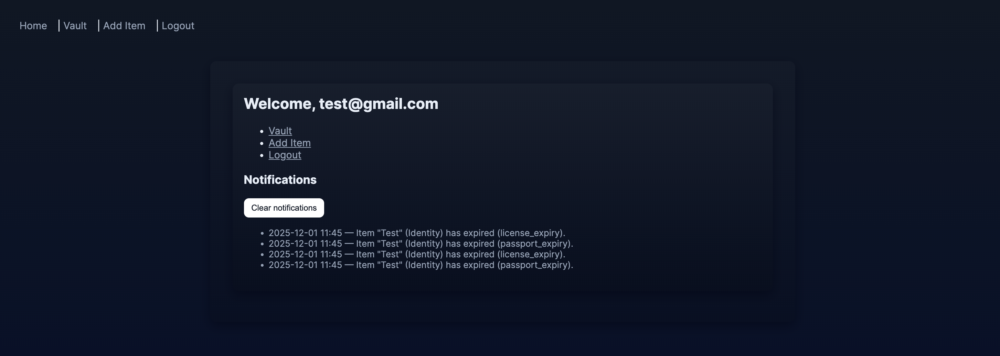 Home | Vault | Add Item | Logout
Welcome, test@gmail.com
Vault
Add Item
Logout
Notifications
Clear notifications
2025-12-01 11:45 — Item "Test" (Identity) has expired (license_expiry).
2025-12-01 11:45 — Item "Test" (Identity) has expired (passport_expiry).
2025-12-01 11:45 — Item "Test" (Identity) has expired (license_expiry).
2025-12-01 11:45 — Item "Test" (Identity) has expired (passport_expiry).